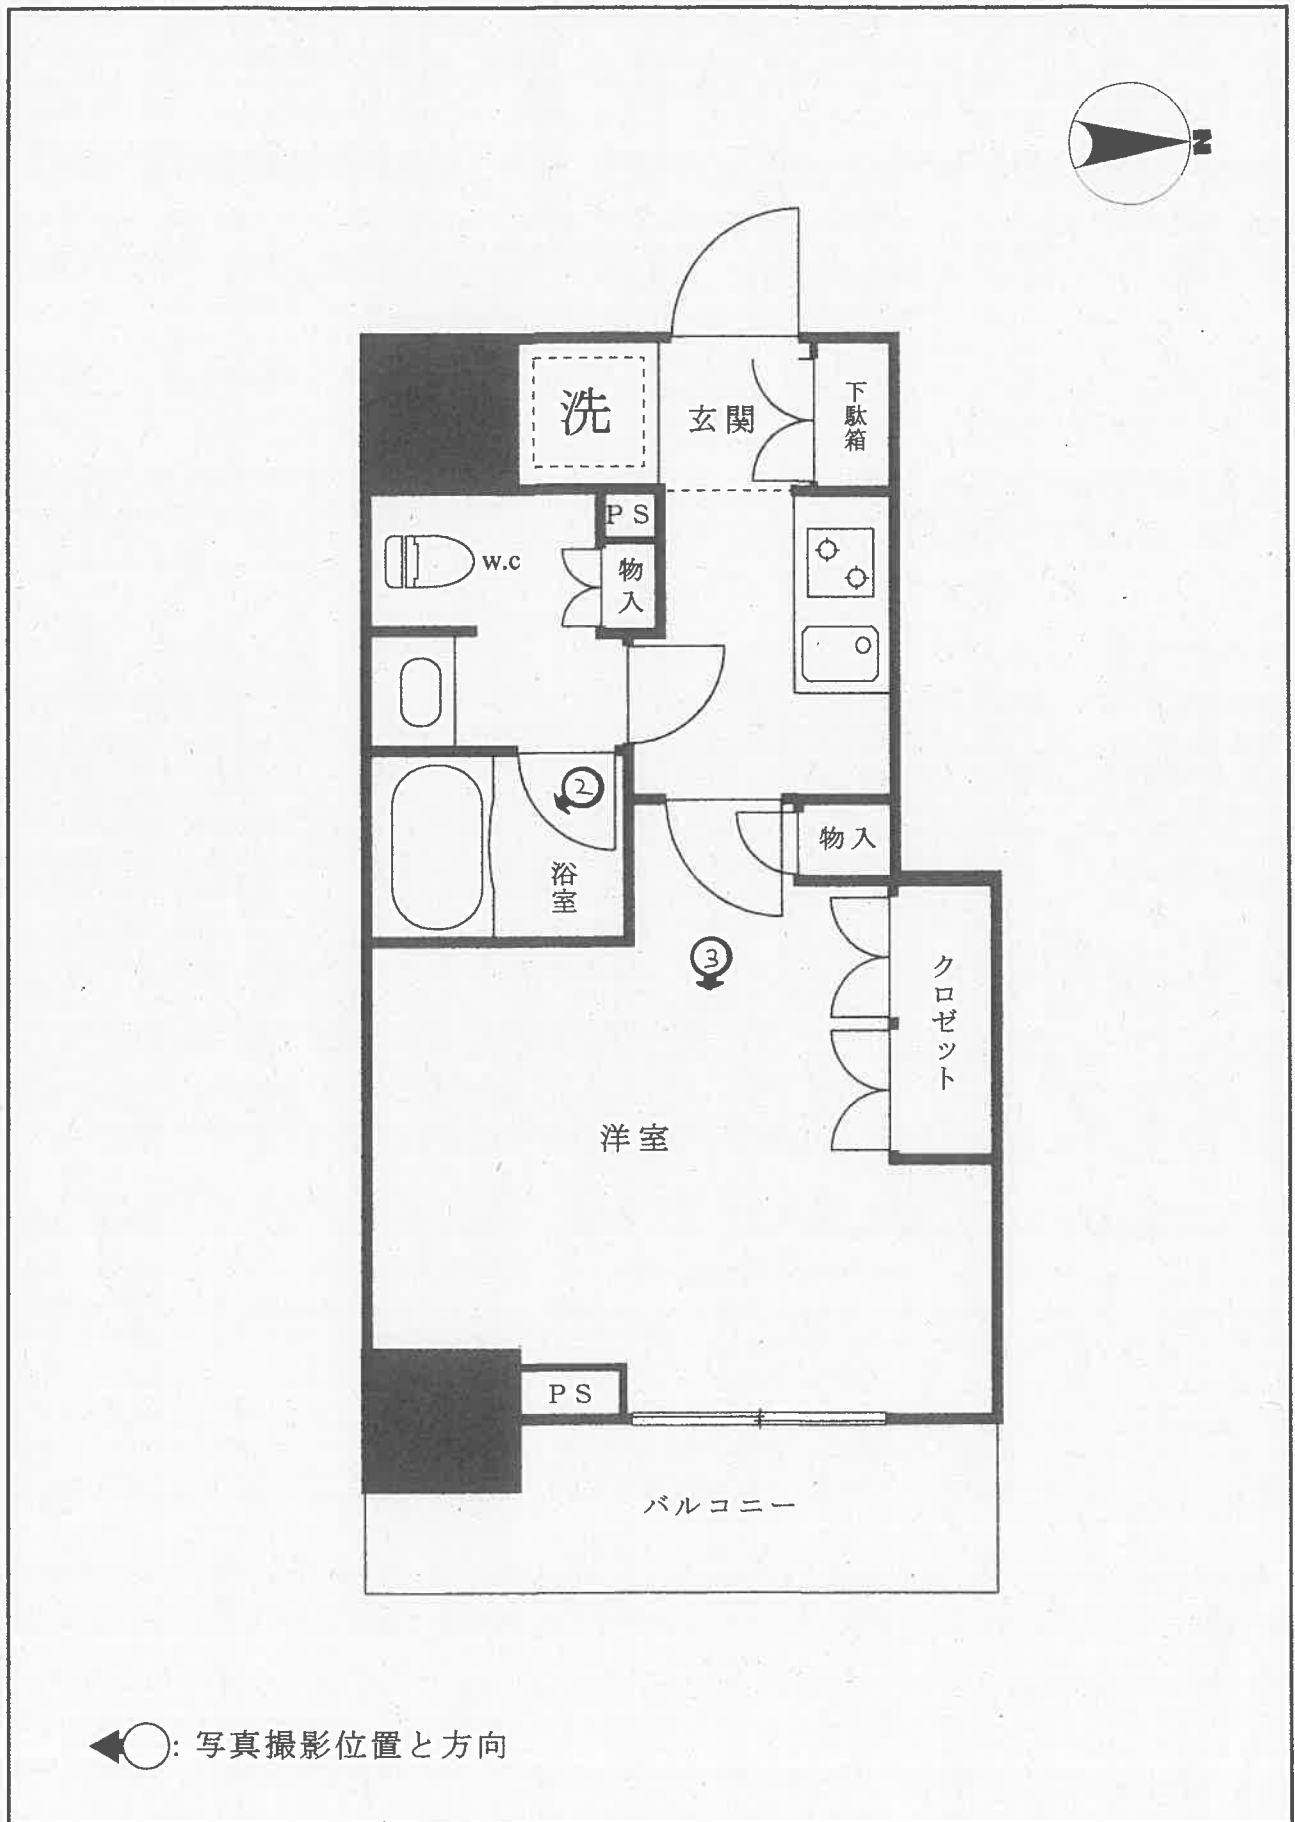 N
洗
玄関
下駄箱
PS
w.c
物入
②
物入
浴室
③
クロゼット
洋室
PS
バルコニー
: 写真撮影位置と方向